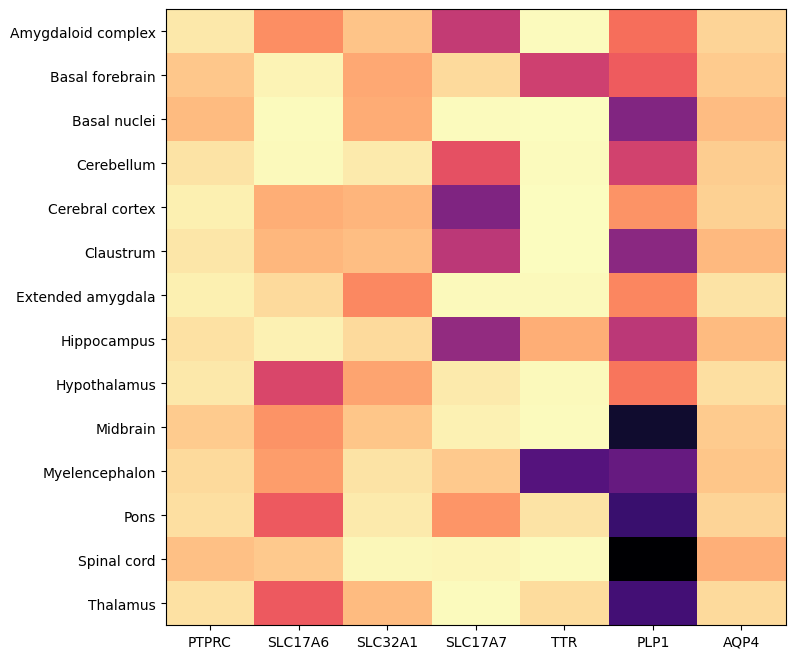 Amygdaloid complex
Basal forebrain
Basal nuclei
Cerebellum
Cerebral cortex
Claustrum
Extended amygdala
Hippocampus
Hypothalamus
Midbrain
Myelencephalon
Pons
Spinal cord
Thalamus
PTPRC SLC17A6 SLC32A1 SLC17A7 TTR PLP1 AQP4